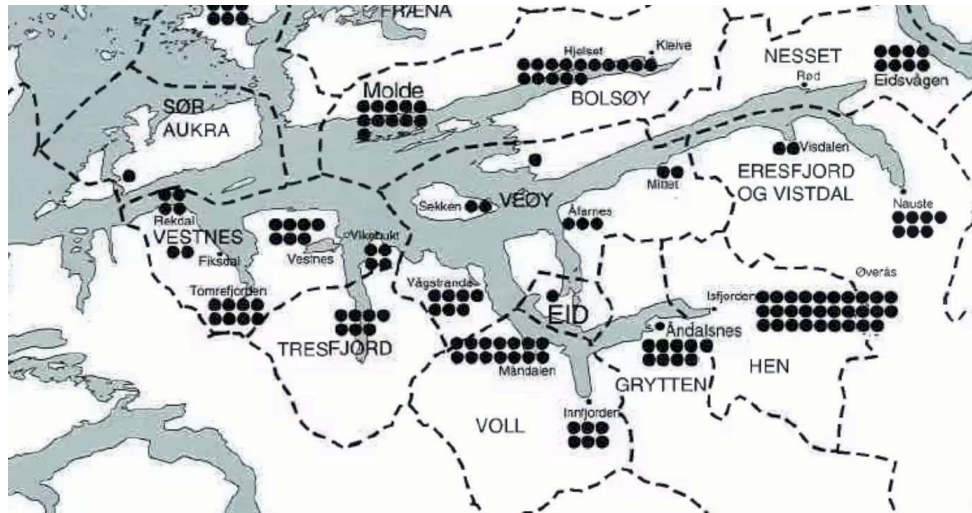 FRÆNA
Kleive
Hjelset
NESSET
Eidsvågen
Molde
Rød
SØR
AUKRA
BOLSØY
Visdalen
Mittet
ERESFJORD
OG VISTDAL
VEØY
Sekken
Nauste
Rekdal
Åfarnes
VESTNES
Vikebukt
Fiksdal
Vestnes
Øverås
Vågstranda
Tomrefjorden
Isfjorden
EID
Åndalsnes
TRESFJORD
Måndalen
HEN
GRYTTEN
Innfjorden
VOLL